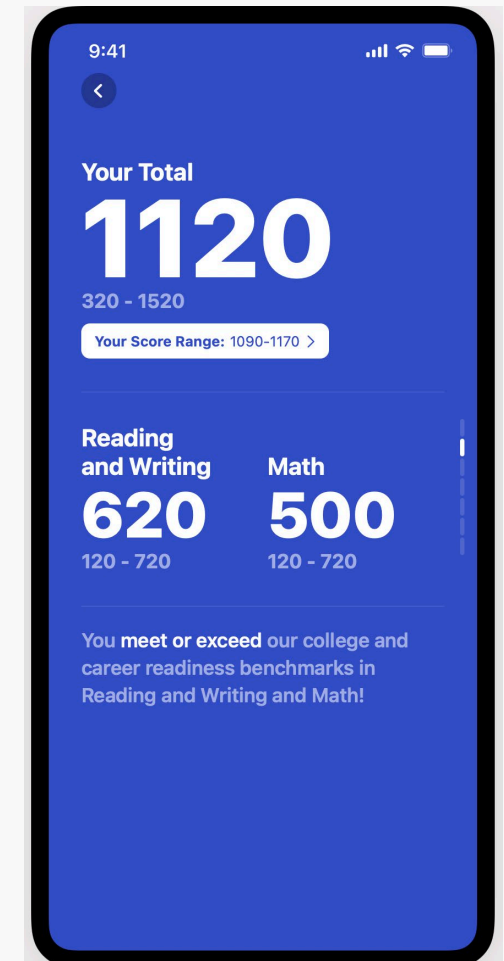 9:41
Your Total
1120
320 - 1520
Your Score Range: 1090-1170 >
Reading
and Writing
620
120 - 720
Math
500
120 - 720
You meet or exceed our college and
career readiness benchmarks in
Reading and Writing and Math!